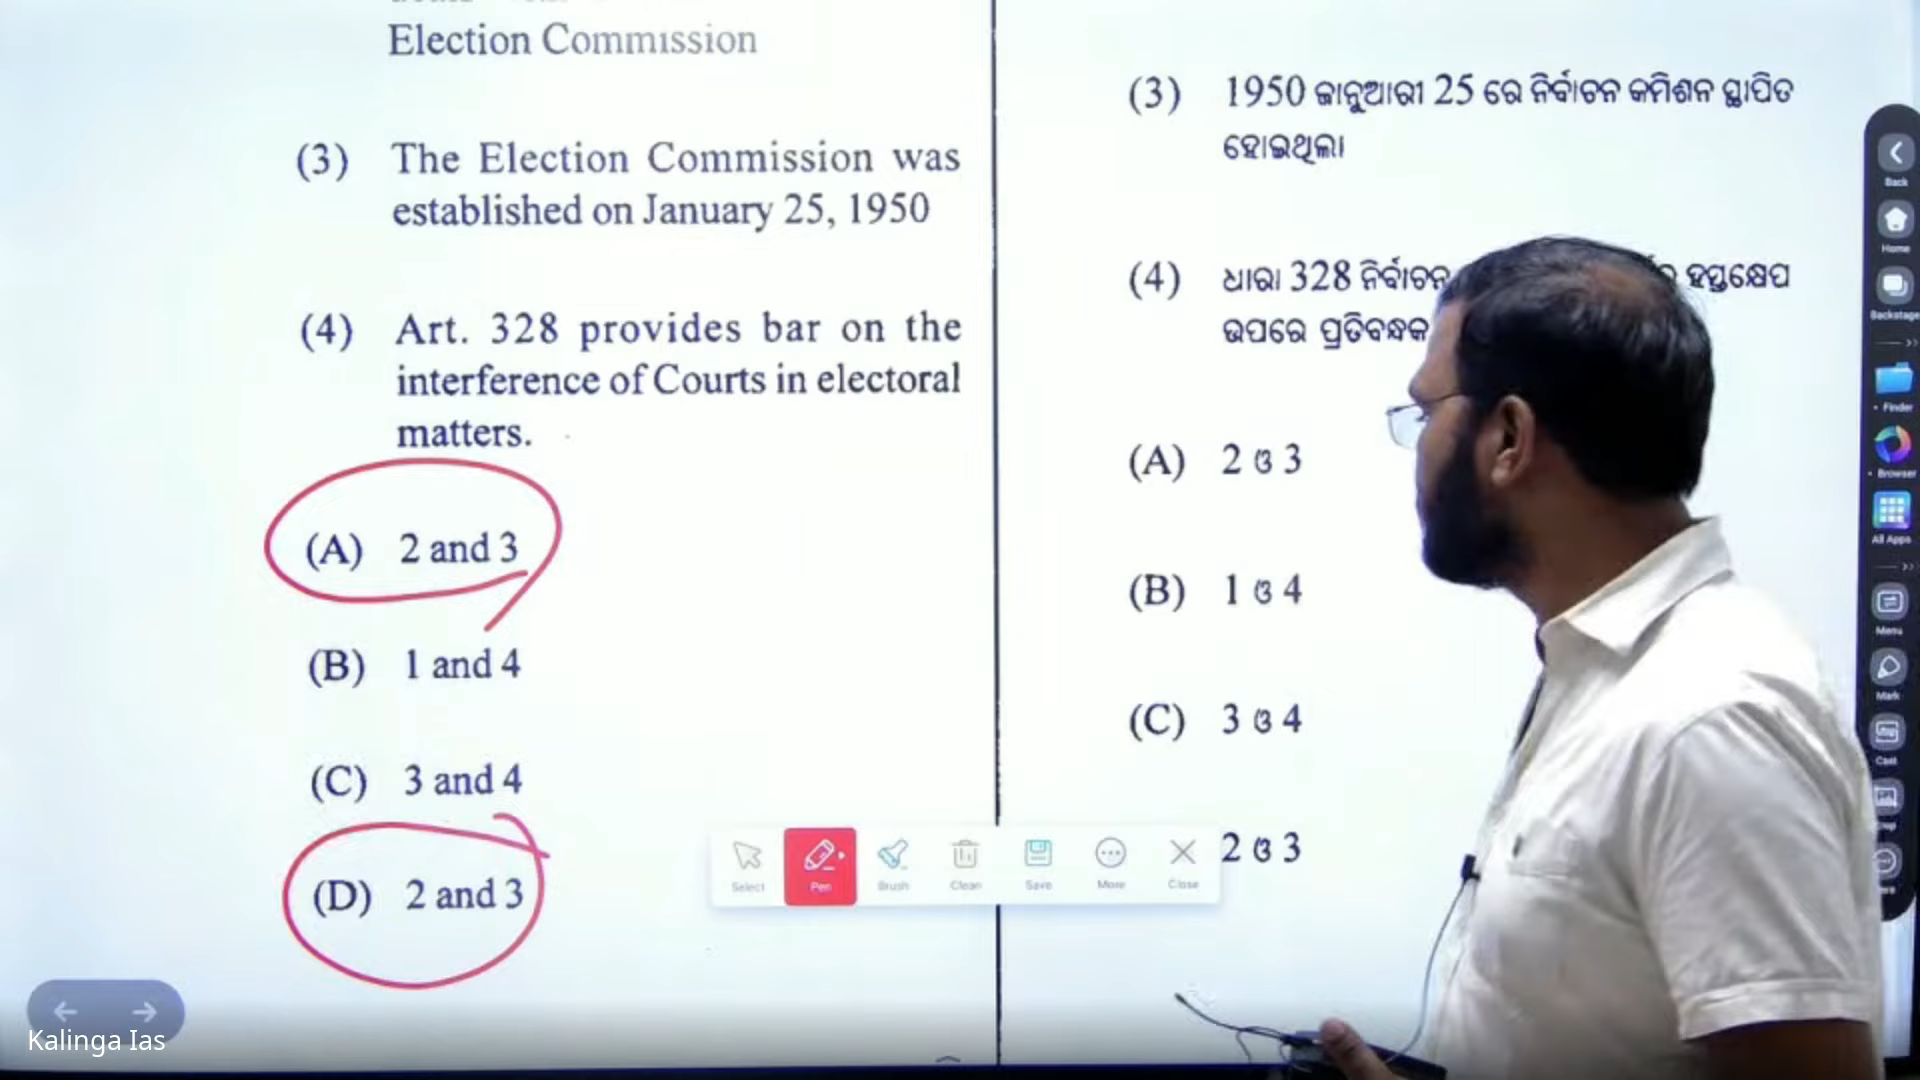 Election Commission
(3) The Election Commission was
established on January 25, 1950
(4) Art. 328 provides bar on the
interference of Courts in electoral
matters.
(A) 2 and 3
(B) 1 and 4
(C) 3 and 4
(D) 2 and 3
(3) 1950 ଜାନୁଆରୀ 25 ରେ ନିର୍ବାଚନ କମିଶନ ସ୍ଥାପିତ
ହୋଇଥିଲା
(4) ଧାରା 328 ନିର୍ବାଚନ ହସ୍ତକ୍ଷେପ
ଉପରେ ପ୍ରତିବନ୍ଧକ
(A) 2 ଓ 3
(B) 1 ଓ 4
(C) 3 ଓ 4
2 ଓ 3
Select
Pen
Brush
Clean
Save
More
Close
Back
Home
Backstage
Finder
Browser
All Apps
Menu
Mark
Cast
Kalinga Ias